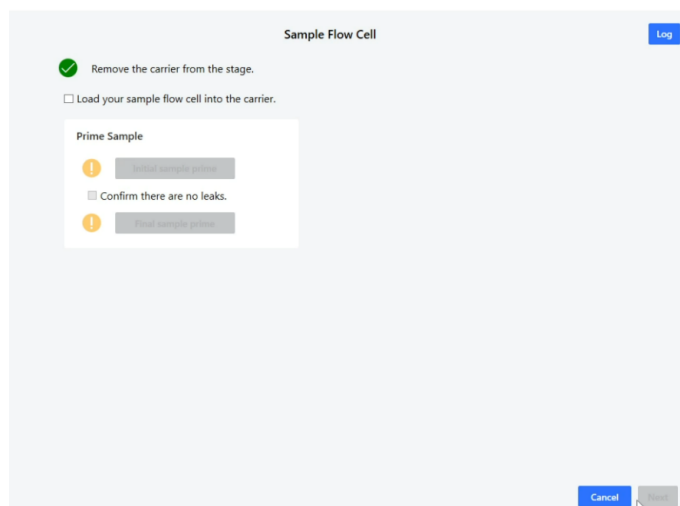 Sample Flow Cell
Log
Remove the carrier from the stage.
Load your sample flow cell into the carrier.
Prime Sample
Initial sample prime
Confirm there are no leaks.
Final sample prime
Cancel
Next